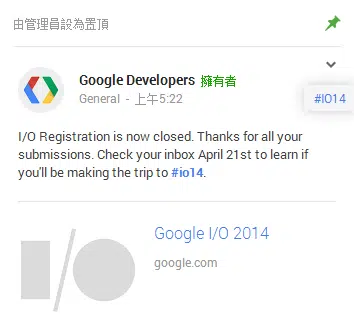 由管理員設為置頂
Google Developers 擁有者
General - 上午5:22
#IO14
I/O Registration is now closed. Thanks for all your
submissions. Check your inbox April 21st to learn if
you'll be making the trip to #io14.
I/O
Google I/O 2014
google.com